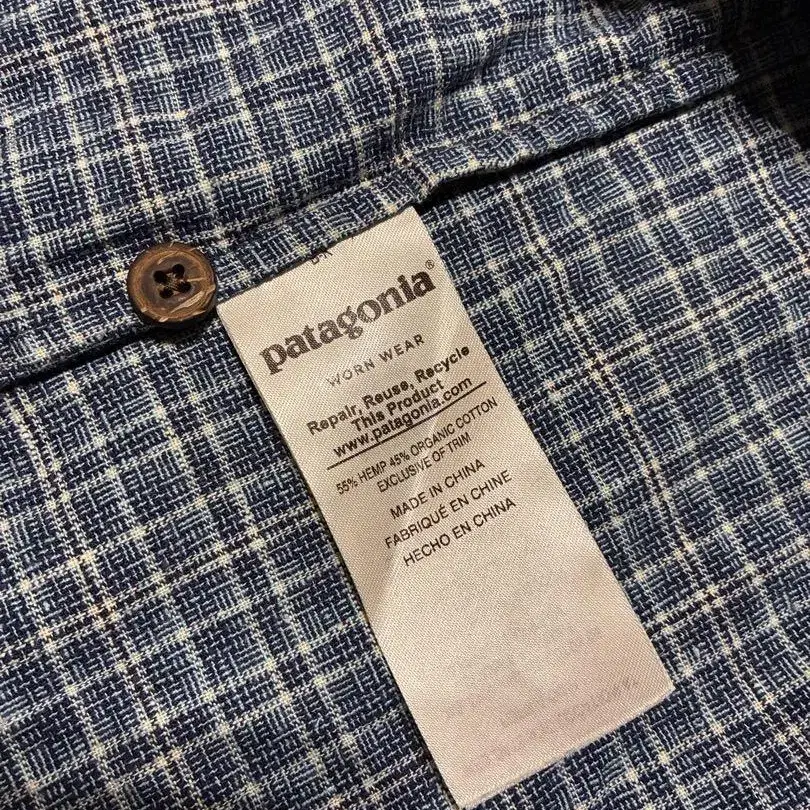 patagonia®
WORN WEAR
Repair, Reuse, Recycle
This Product
www.patagonia.com
55% HEMP 45% ORGANIC COTTON
EXCLUSIVE OF TRIM
MADE IN CHINA
FABRIQUÉ EN CHINE
HECHO EN CHINA